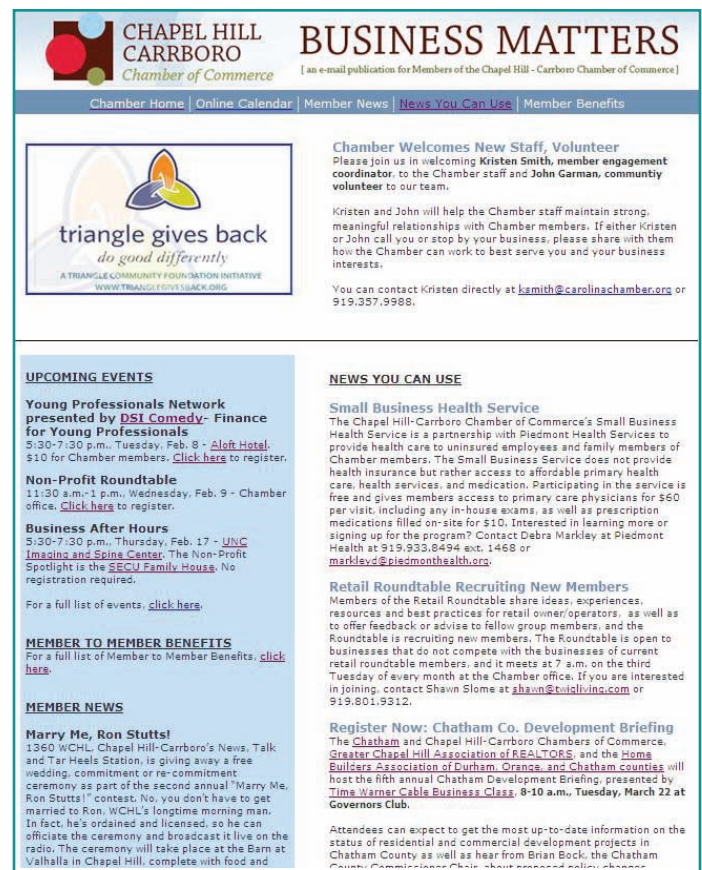 CHAPEL HILL
CARRBORO
Chamber of Commerce
BUSINESS MATTERS
[ an e-mail publication for Members of the Chapel Hill - Carrboro Chamber of Commerce ]
Chamber Home | Online Calendar | Member News | News You Can Use | Member Benefits
triangle gives back
do good differently
A TRIANGLE COMMUNITY FOUNDATION INITIATIVE
WWW.TRIANGLEGIVESBACK.ORG
Chamber Welcomes New Staff, Volunteer
Please join us in welcoming Kristen Smith, member engagement
coordinator, to the Chamber staff and John Garman, communtiy
volunteer to our team.
Kristen and John will help the Chamber staff maintain strong,
meaningful relationships with Chamber members. If either Kristen
or John call you or stop by your business, please share with them
how the Chamber can work to best serve you and your business
interests.
You can contact Kristen directly at ksmith@carolinachamber.org or
919.357.9988.
UPCOMING EVENTS
Young Professionals Network
presented by DSI Comedy- Finance
for Young Professionals
5:30-7:30 p.m., Tuesday, Feb. 8 - Aloft Hotel.
$10 for Chamber members. Click here to register.
Non-Profit Roundtable
11:30 a.m.-1 p.m., Wednesday, Feb. 9 - Chamber
office. Click here to register.
Business After Hours
5:30-7:30 p.m., Thursday, Feb. 17 - UNC
Imaging and Spine Center. The Non-Profit
Spotlight is the SECU Family House. No
registration required.
For a full list of events, click here.
MEMBER TO MEMBER BENEFITS
For a full list of Member to Member Benefits, click
here.
MEMBER NEWS
Marry Me, Ron Stutts!
1360 WCHL, Chapel Hill-Carrboro's News, Talk
and Tar Heels Station, is giving away a free
wedding, commitment or re-commitment
ceremony as part of the second annual "Marry Me,
Ron Stutts!" contest. No, you don't have to get
married to Ron, WCHL's longtime morning man.
In fact, he's ordained and licensed, so he can
officiate the ceremony and broadcast it live on the
radio. The ceremony will take place at the Barn at
Valhalla in Chapel Hill, complete with food and
NEWS YOU CAN USE
Small Business Health Service
The Chapel Hill-Carrboro Chamber of Commerce's Small Business
Health Service is a partnership with Piedmont Health Services to
provide health care to uninsured employees and family members of
Chamber members. The Small Business Service does not provide
health insurance but rather access to affordable primary health
care, health services, and medication. Participating in the service is
free and gives members access to primary care physicians for $60
per visit, including any in-house exams, as well as prescription
medications filled on-site for $10. Interested in learning more or
signing up for the program? Contact Debra Markley at Piedmont
Health at 919.933.8494 ext. 1468 or
markleyd@piedmonthealth.org.
Retail Roundtable Recruiting New Members
Members of the Retail Roundtable share ideas, experiences,
resources and best practices for retail owner/operators, as well as
to offer feedback or advise to fellow group members, and the
Roundtable is recruiting new members. The Roundtable is open to
businesses that do not compete with the businesses of current
retail roundtable members, and it meets at 7 a.m. on the third
Tuesday of every month at the Chamber office. If you are interested
in joining, contact Shawn Slome at shawn@twigliving.com or
919.801.9312.
Register Now: Chatham Co. Development Briefing
The Chatham and Chapel Hill-Carrboro Chambers of Commerce,
Greater Chapel Hill Association of REALTORS, and the Home
Builders Association of Durham, Orange, and Chatham counties will
host the fifth annual Chatham Development Briefing, presented by
Time Warner Cable Business Class, 8-10 a.m., Tuesday, March 22 at
Governors Club.
Attendees can expect to get the most up-to-date information on the
status of residential and commercial development projects in
Chatham County as well as hear from Brian Bock, the Chatham
County Commissioner Chair, about proposed policy changes